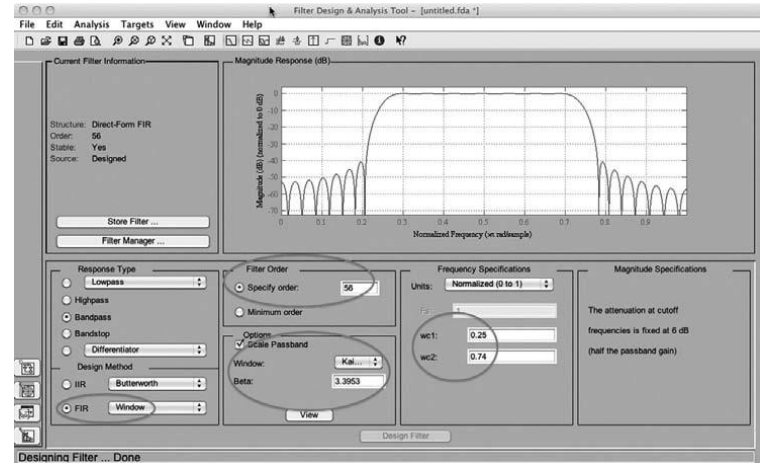 Filter Design & Analysis Tool - [untitled.fda *]
File Edit Analysis Targets View Window Help
Current Filter Information
Structure: Direct-Form FIR
Order: 56
Stable: Yes
Source: Designed
Store Filter ...
Filter Manager ...
Magnitude Response (dB)
Magnitude (dB) (normalized to 0 dB)
0
-10
-20
-30
-40
-50
-60
-70
0 0.1 0.2 0.3 0.4 0.5 0.6 0.7 0.8 0.9
Normalized Frequency (×π rad/sample)
Response Type
Lowpass
Highpass
Bandpass
Bandstop
Differentiator
Design Method
IIR Butterworth
FIR Window
Filter Order
Specify order: 56
Minimum order
Options
Scale Passband
Window: Kai...
Beta: 3.3953
View
Frequency Specifications
Units: Normalized (0 to 1)
Fs: 1
wc1: 0.25
wc2: 0.74
Magnitude Specifications
The attenuation at cutoff
frequencies is fixed at 6 dB
(half the passband gain)
Design Filter
Designing Filter ... Done